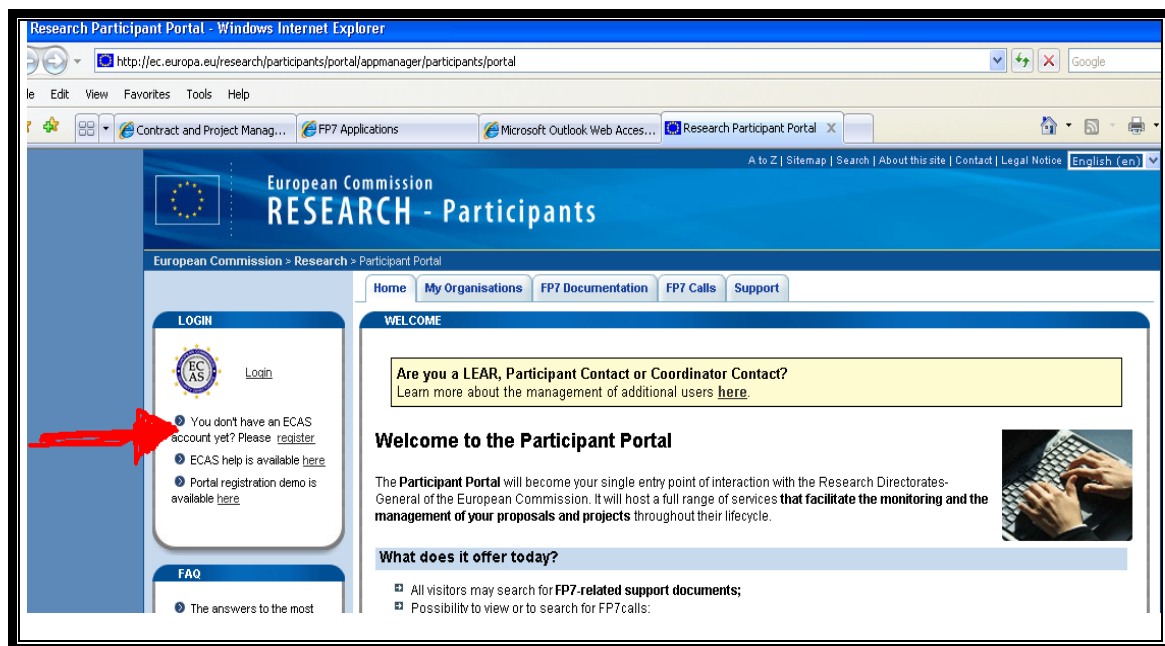 Research Participant Portal - Windows Internet Explorer
http://ec.europa.eu/research/participants/portal/appmanager/participants/portal
Google
Edit View Favorites Tools Help
Contract and Project Manag... FP7 Applications Microsoft Outlook Web Acces... Research Participant Portal X
A to Z | Sitemap | Search | About this site | Contact | Legal Notice English (en)
European Commission
RESEARCH - Participants
European Commission > Research > Participant Portal
Home My Organisations FP7 Documentation FP7 Calls Support
LOGIN
EC
AS
Login
You don't have an ECAS
account yet? Please register
ECAS help is available here
Portal registration demo is
available here
FAQ
The answers to the most
WELCOME
Are you a LEAR, Participant Contact or Coordinator Contact?
Learn more about the management of additional users here.
Welcome to the Participant Portal
The Participant Portal will become your single entry point of interaction with the Research Directorates-
General of the European Commission. It will host a full range of services that facilitate the monitoring and the
management of your proposals and projects throughout their lifecycle.
What does it offer today?
All visitors may search for FP7-related support documents;
Possibility to view or to search for FP7calls: